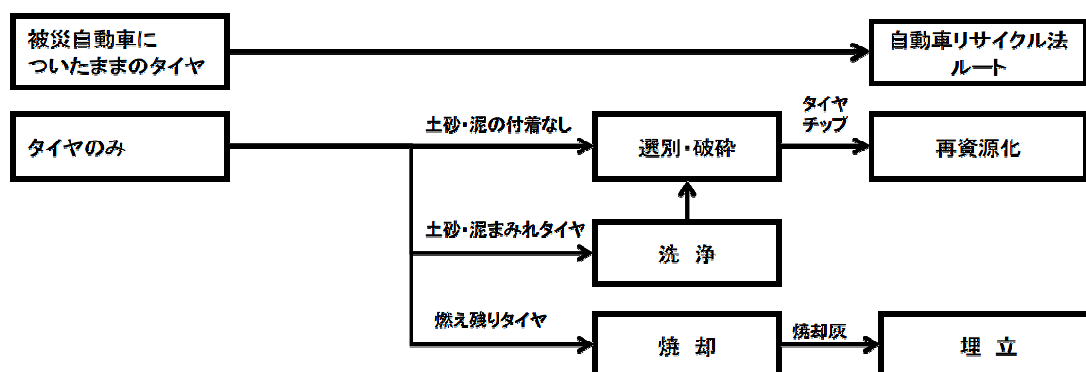 被災自動車に
ついたままのタイヤ
自動車リサイクル法
ルート
タイヤのみ
土砂・泥の付着なし
選別・破砕
タイヤ
チップ
再資源化
土砂・泥まみれタイヤ
洗 浄
燃え残りタイヤ
焼 却
焼却灰
埋 立